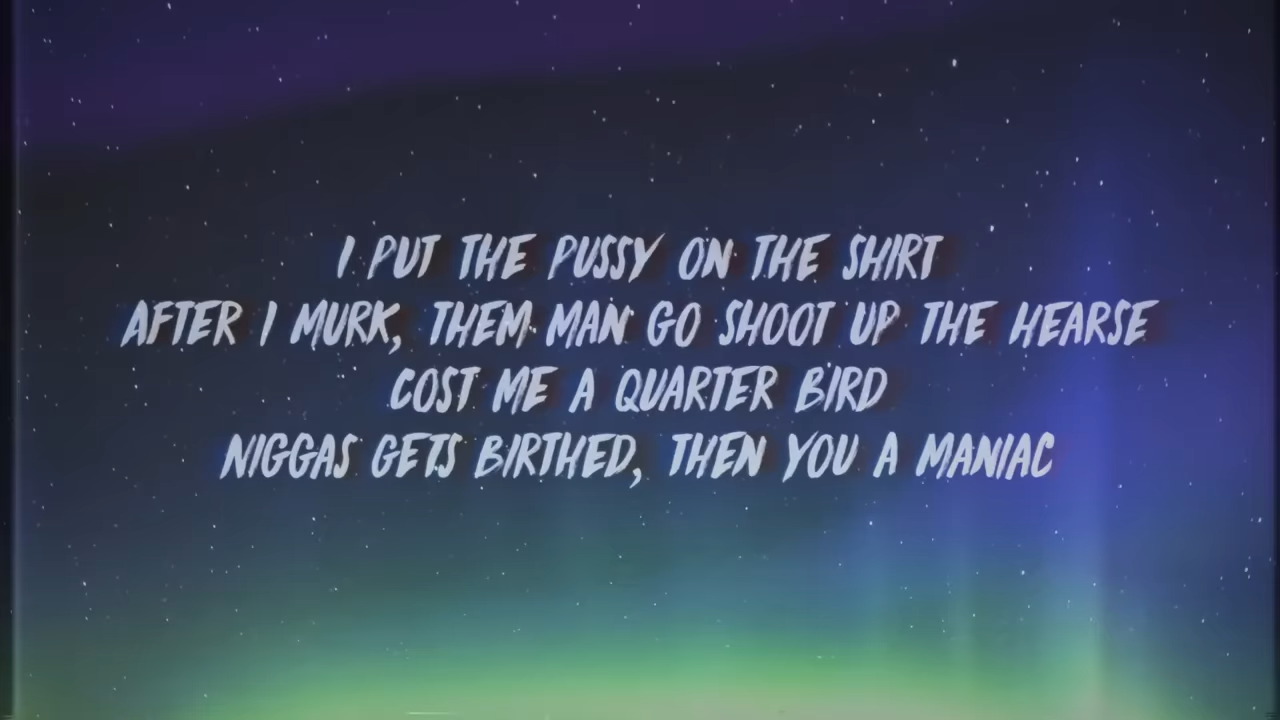 I PUT THE PUSSY ON THE SHIRT
AFTER I MURK, THEM MAN GO SHOOT UP THE HEARSE
COST ME A QUARTER BIRD
NIGGAS GETS BIRTHED, THEN YOU A MANIAC